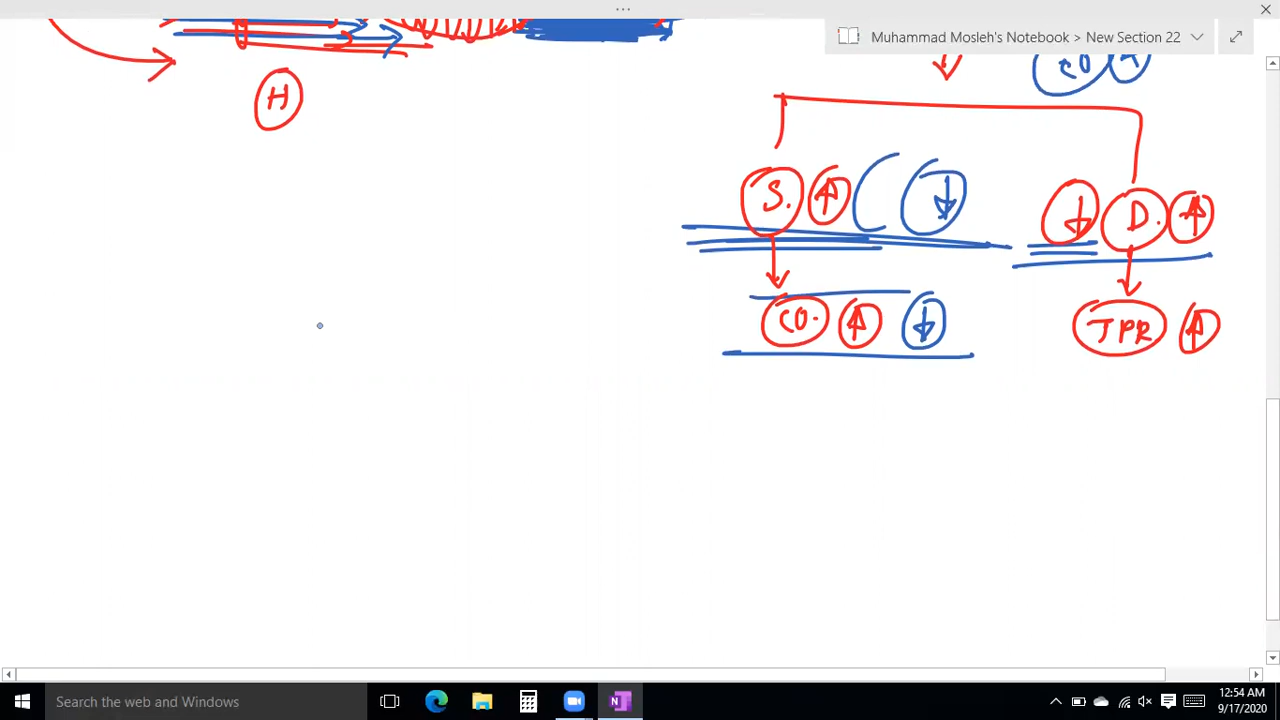 Muhammad Mosleh's Notebook > New Section 22
CO
H
S.
D.
CO.
TPR
Search the web and Windows
12:54 AM
9/17/2020